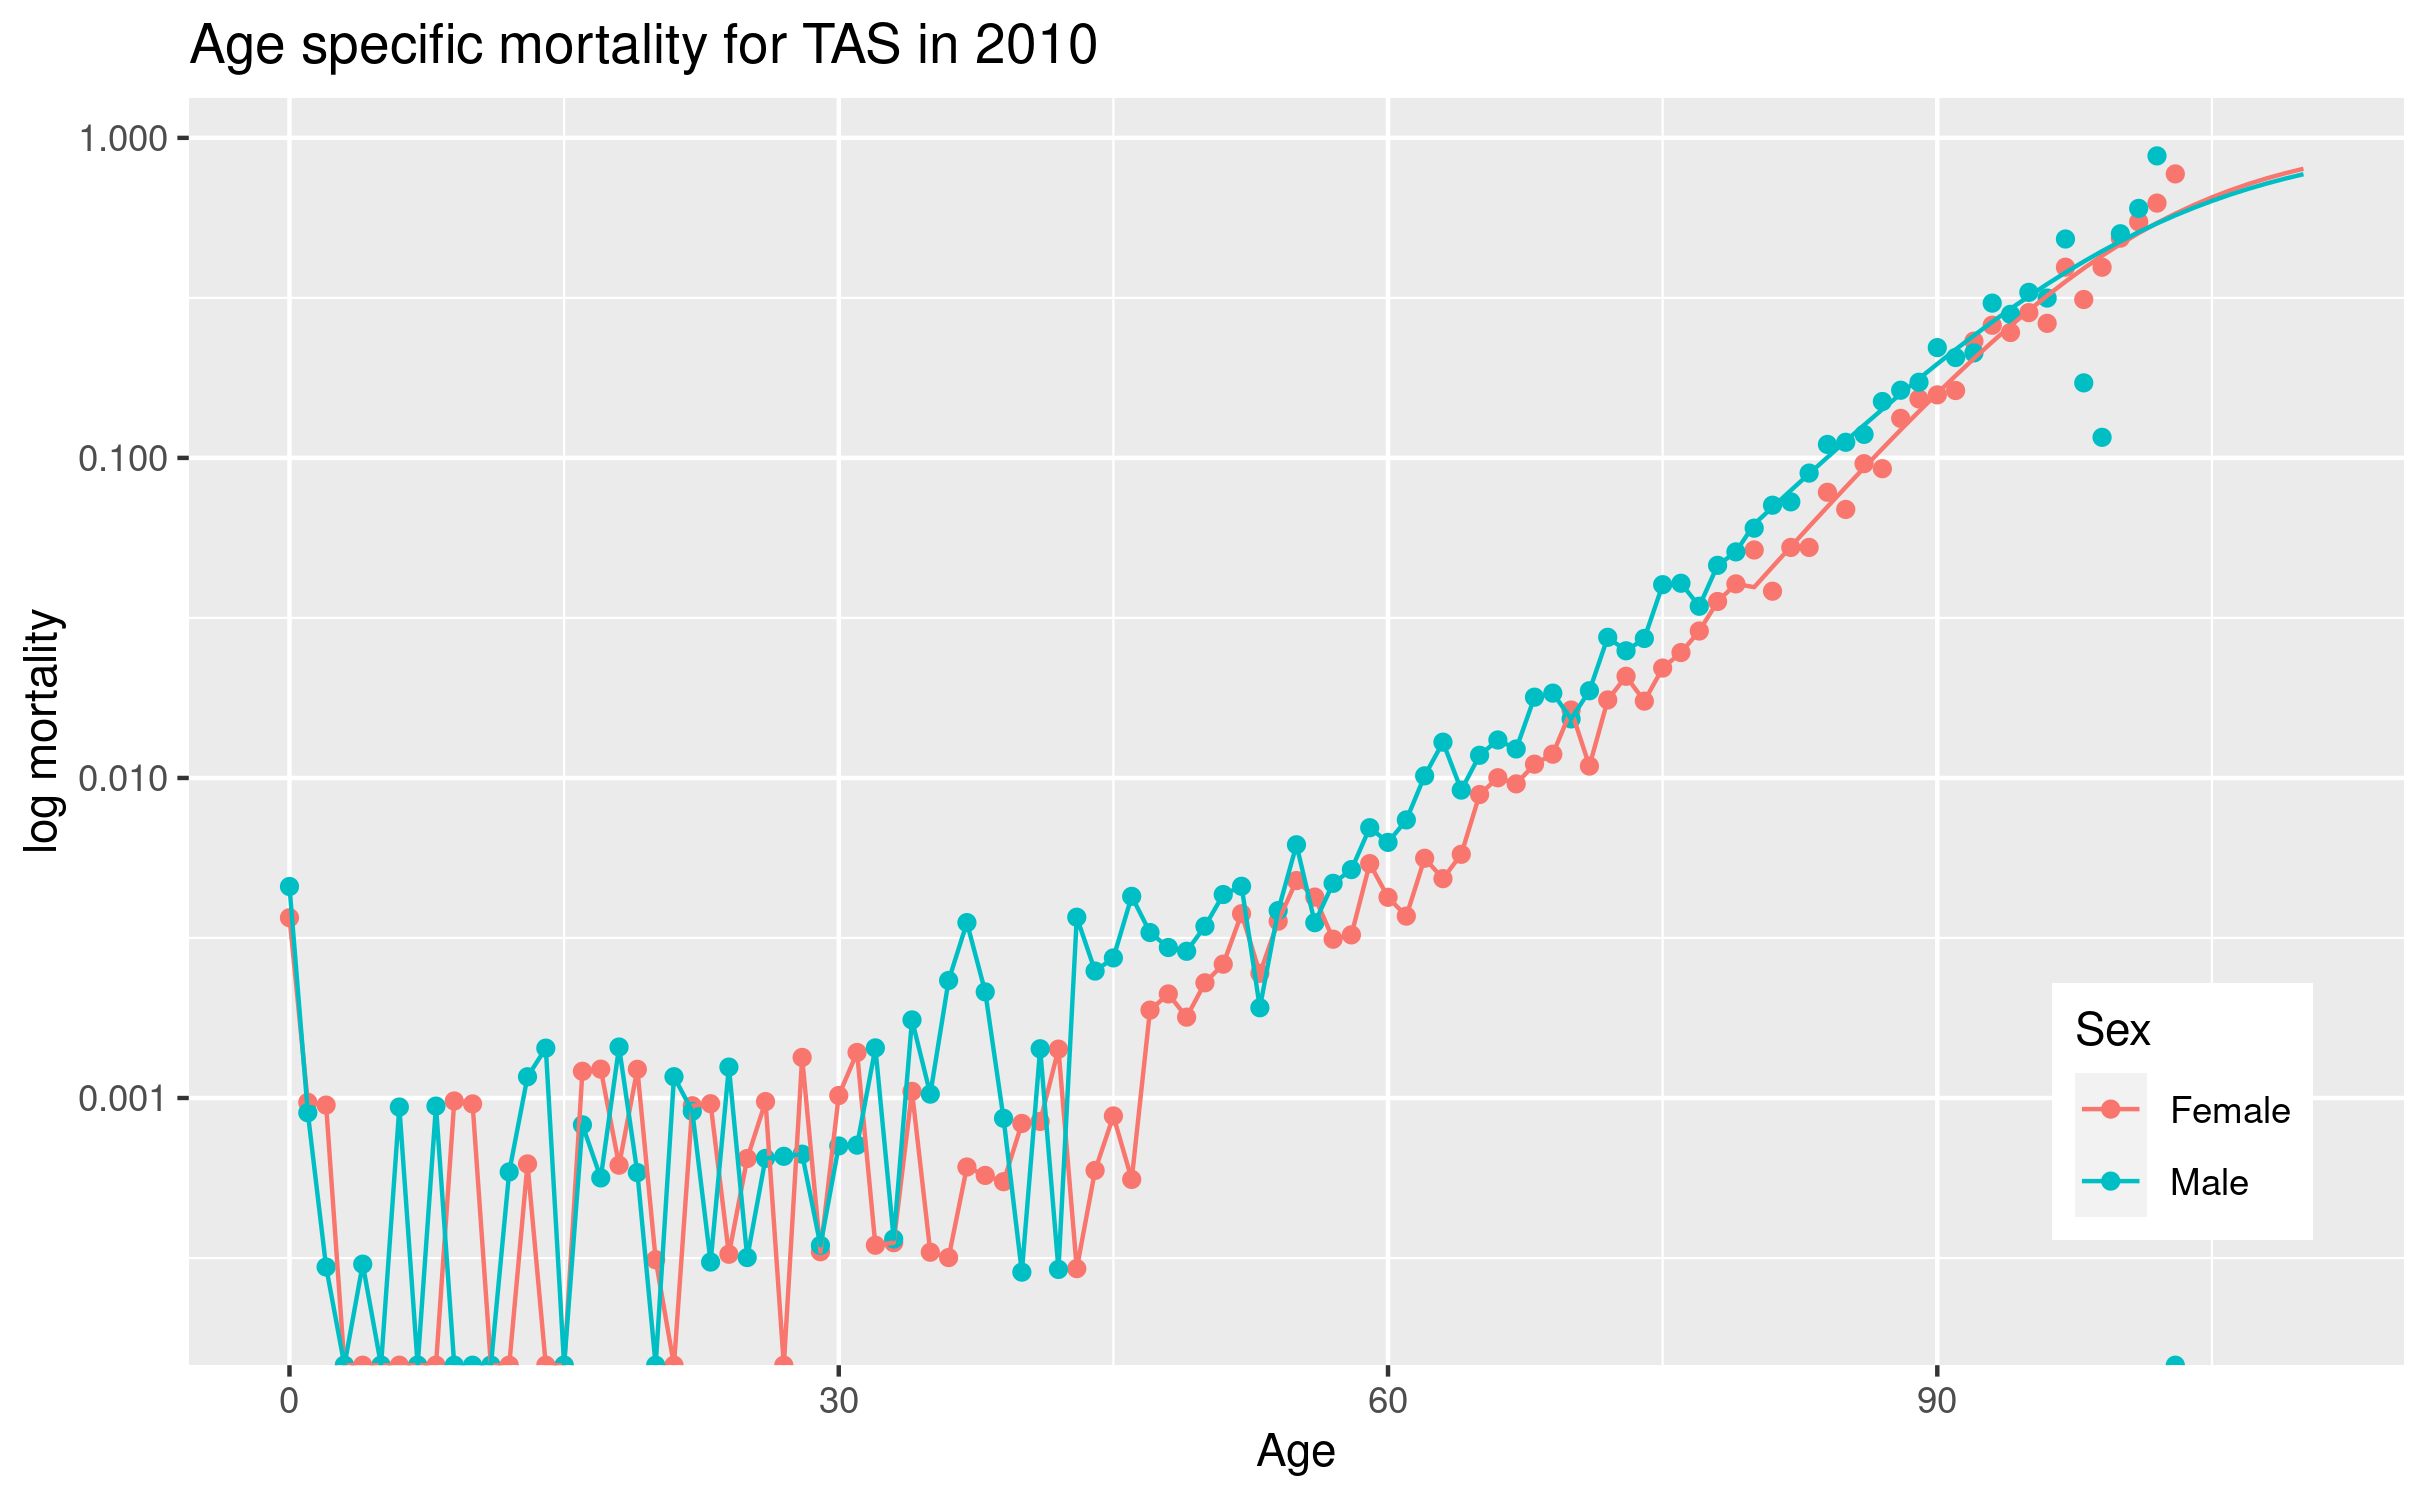 Age specific mortality for TAS in 2010
1.000
0.100
0.010
0.001
log mortality
0 30 60 90
Age
Sex
Female
Male